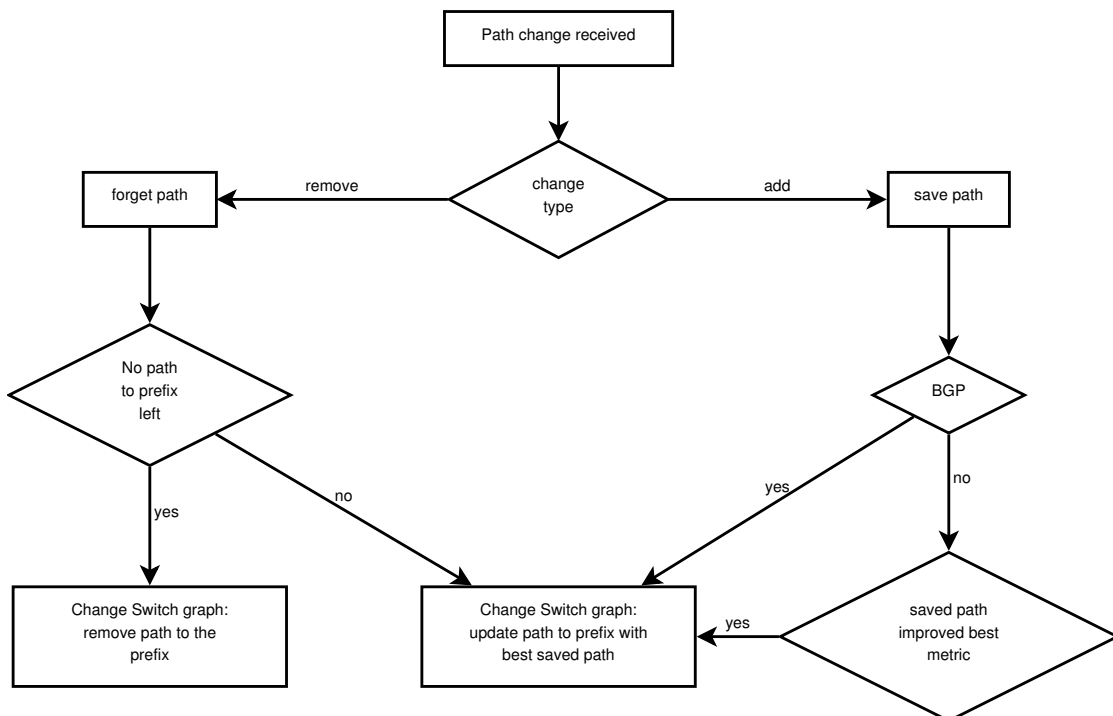 Path change received
change
type
remove
add
forget path
save path
No path
to prefix
left
BGP
yes
no
yes
no
Change Switch graph:
remove path to the
prefix
Change Switch graph:
update path to prefix with
best saved path
yes
saved path
improved best
metric